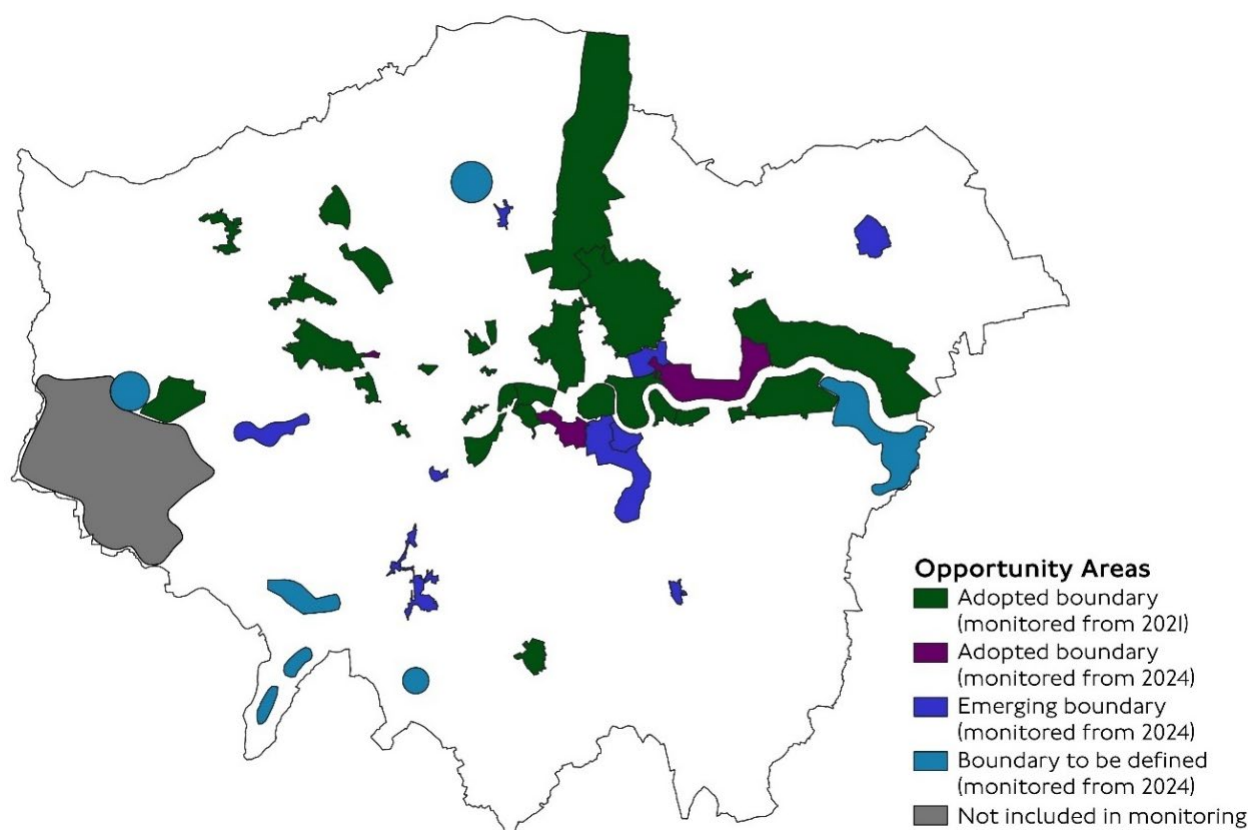 Opportunity Areas
Adopted boundary
(monitored from 2021)
Adopted boundary
(monitored from 2024)
Emerging boundary
(monitored from 2024)
Boundary to be defined
(monitored from 2024)
Not included in monitoring